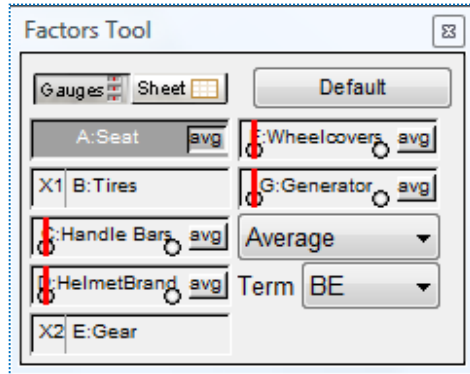 Factors Tool
Gauges Sheet Default
A:Seat avg
F:Wheelcovers avg
X1 B:Tires
G:Generator avg
C:Handle Bars avg
Average
D:HelmetBrand avg
Term BE
X2 E:Gear